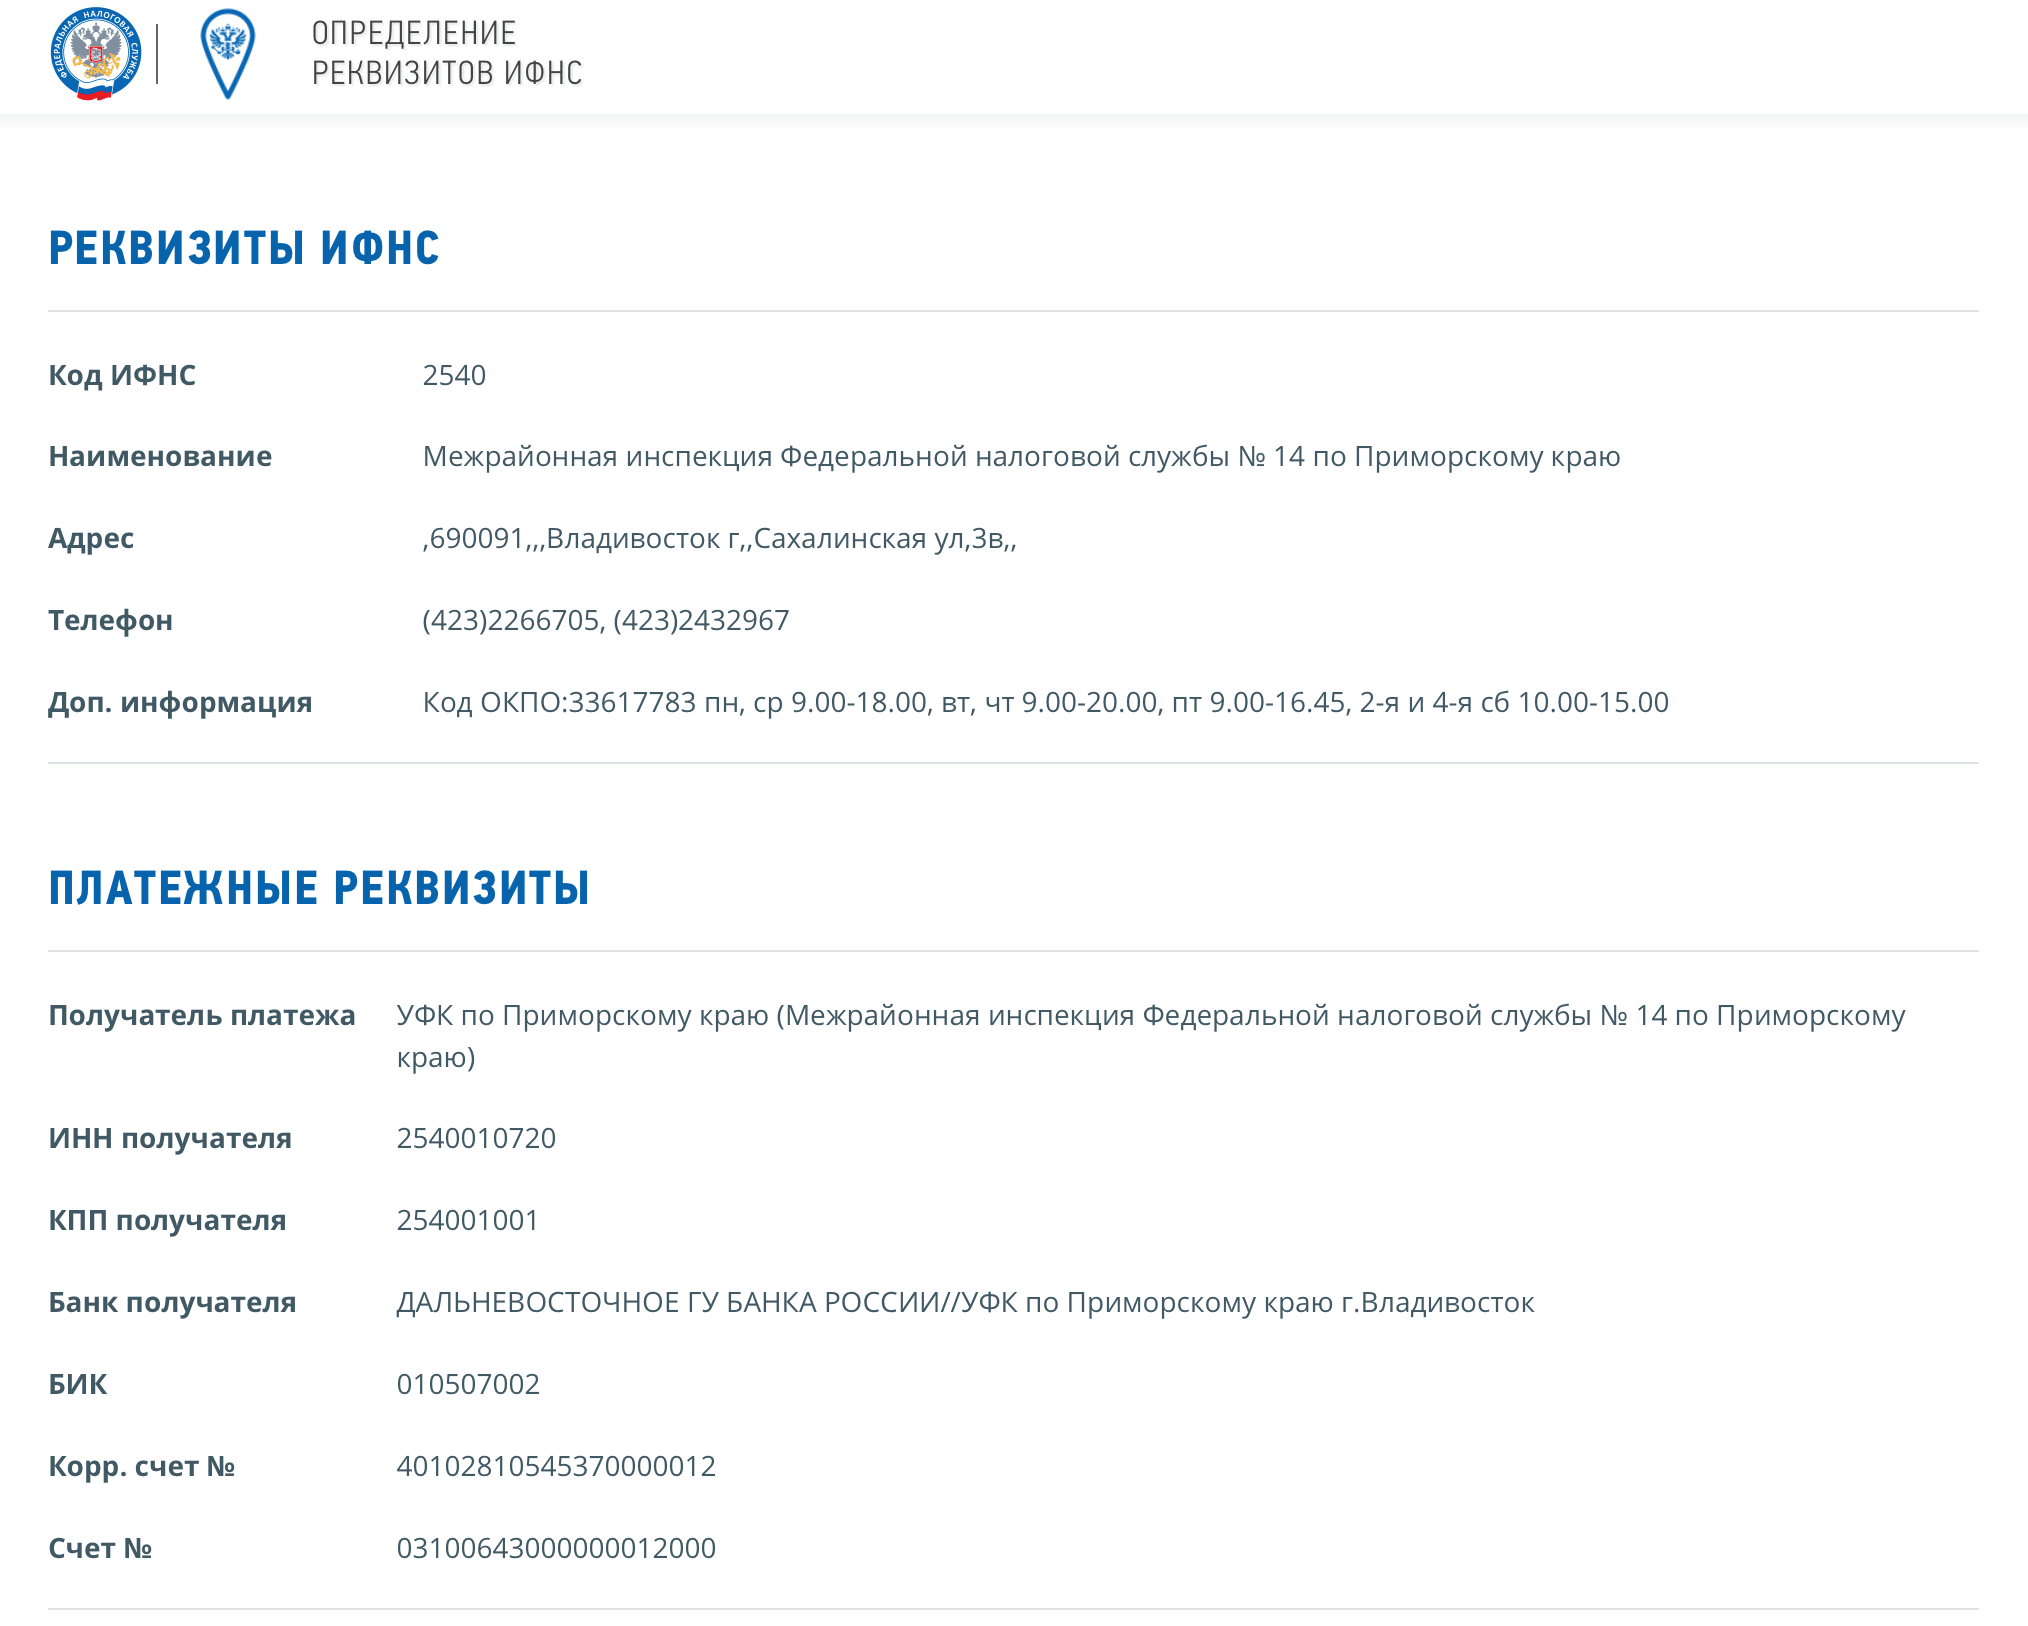 ФЕДЕРАЛЬНАЯ НАЛОГОВАЯ СЛУЖБА
ОПРЕДЕЛЕНИЕ
РЕКВИЗИТОВ ИФНС
РЕКВИЗИТЫ ИФНС
Код ИФНС 2540
Наименование Межрайонная инспекция Федеральной налоговой службы № 14 по Приморскому краю
Адрес ,690091,,,Владивосток г,,Сахалинская ул,3в,,
Телефон (423)2266705, (423)2432967
Доп. информация Код ОКПО:33617783 пн, ср 9.00-18.00, вт, чт 9.00-20.00, пт 9.00-16.45, 2-я и 4-я сб 10.00-15.00
ПЛАТЕЖНЫЕ РЕКВИЗИТЫ
Получатель платежа УФК по Приморскому краю (Межрайонная инспекция Федеральной налоговой службы № 14 по Приморскому
краю)
ИНН получателя 2540010720
КПП получателя 254001001
Банк получателя ДАЛЬНЕВОСТОЧНОЕ ГУ БАНКА РОССИИ//УФК по Приморскому краю г.Владивосток
БИК 010507002
Корр. счет № 40102810545370000012
Счет № 03100643000000012000